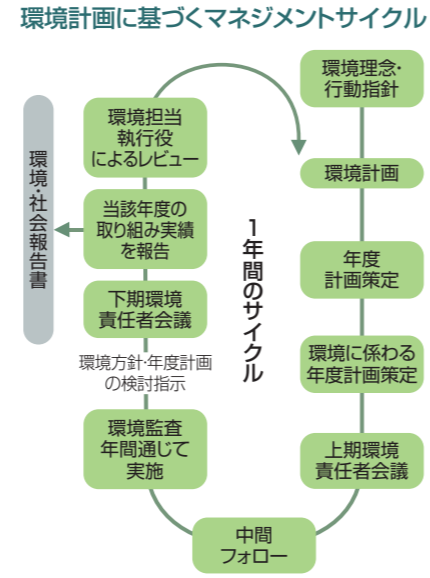 環境計画に基づくマネジメントサイクル
環境理念・
行動指針
環境計画
年度
計画策定
環境に係わる
年度計画策定
上期環境
責任者会議
中間
フォロー
環境監査
年間通じて
実施
環境方針・年度計画
の検討指示
下期環境
責任者会議
当該年度の
取り組み実績
を報告
環境担当
執行役
によるレビュー
環境・社会報告書
1年間のサイクル